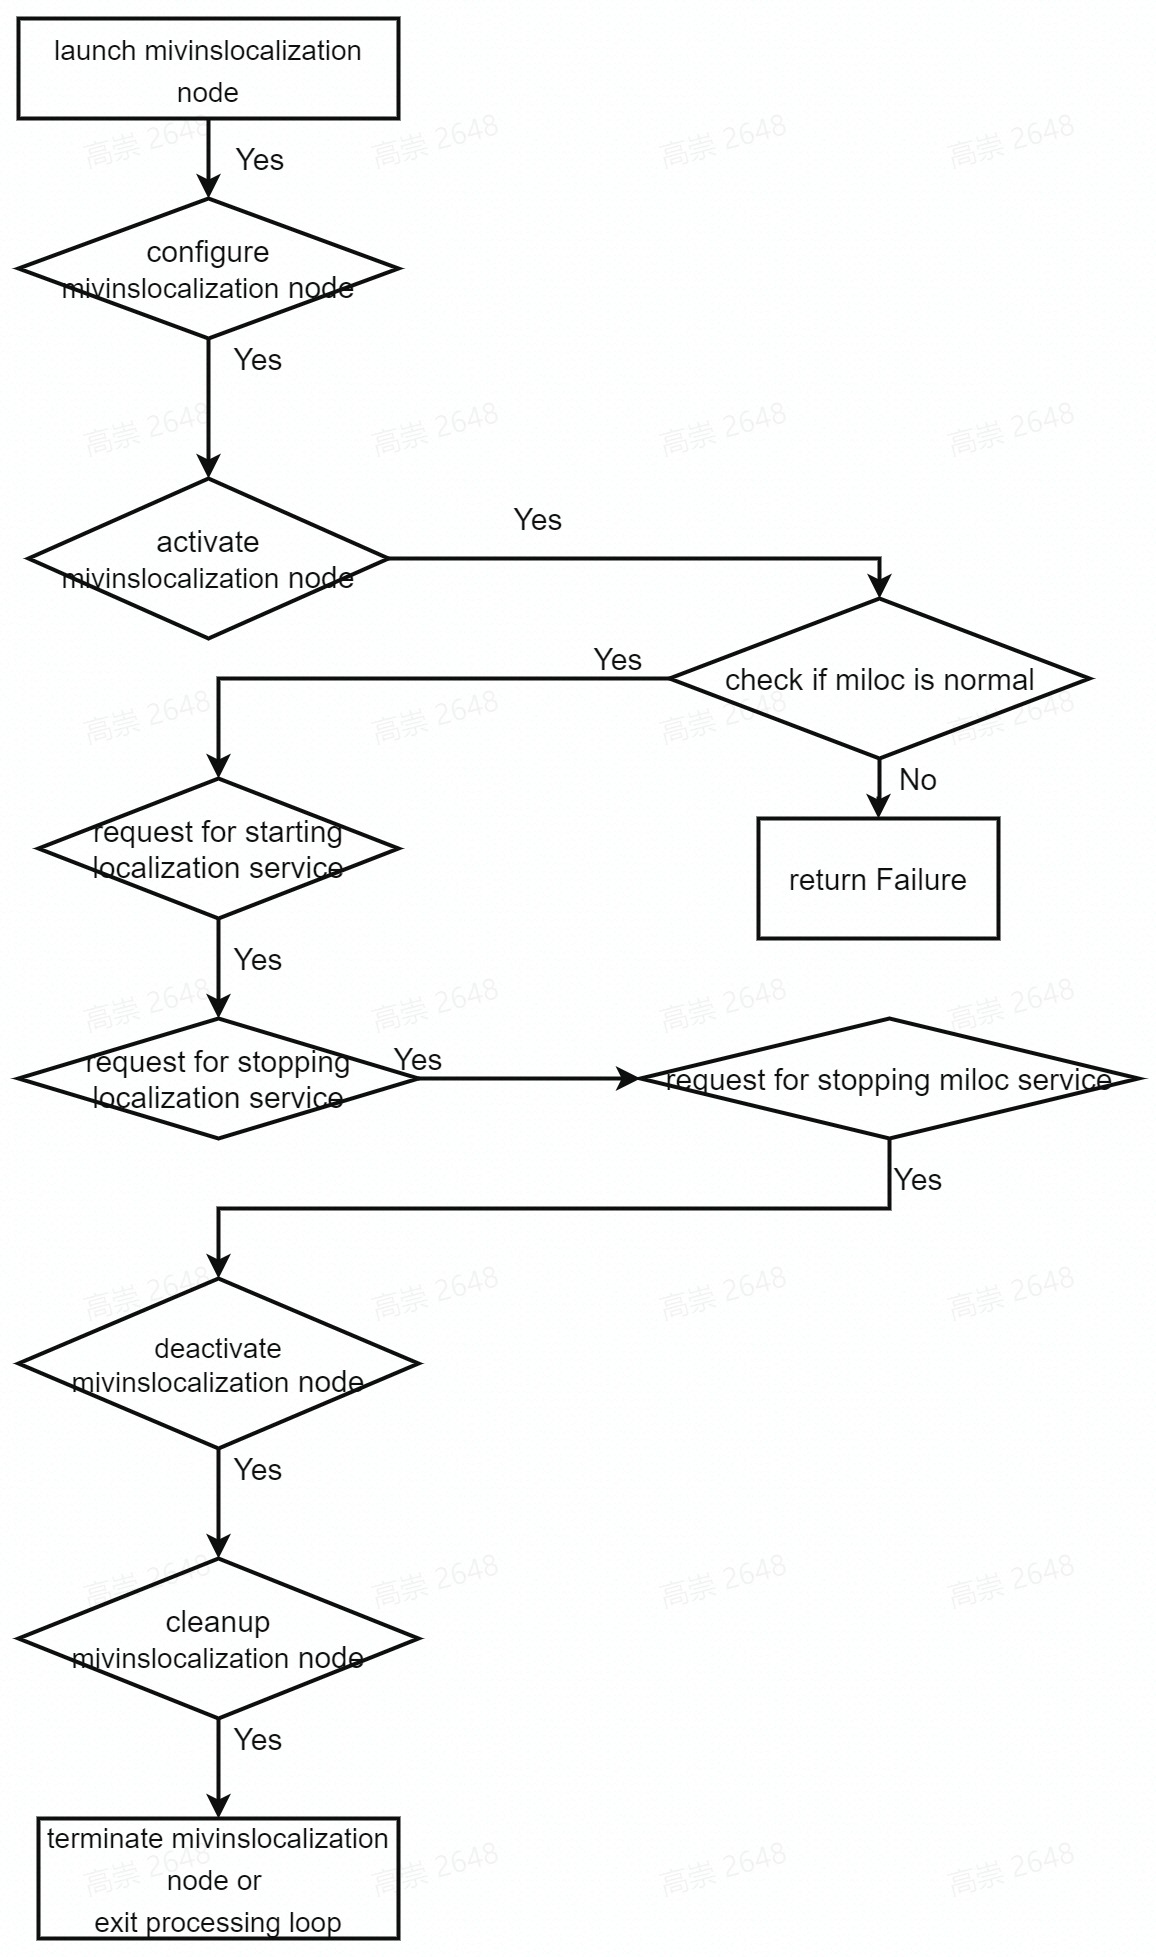 launch mivinslocalization
node
Yes
configure
mivinslocalization node
Yes
activate
mivinslocalization node
Yes
check if miloc is normal
Yes
No
return Failure
request for starting
localization service
Yes
request for stopping
localization service
Yes
request for stopping miloc service
Yes
deactivate
mivinslocalization node
Yes
cleanup
mivinslocalization node
Yes
terminate mivinslocalization
node or
exit processing loop
高崇 2648